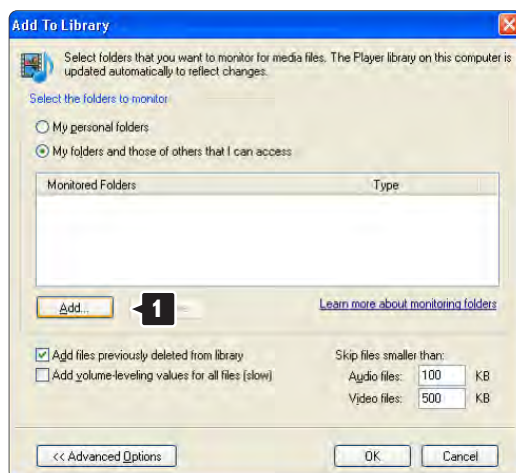 Add To Library
Select folders that you want to monitor for media files. The Player library on this computer is
updated automatically to reflect changes.
Select the folders to monitor
My personal folders
My folders and those of others that I can access
Monitored Folders Type
Add... 1
Learn more about monitoring folders
Add files previously deleted from library Skip files smaller than:
Add volume-leveling values for all files (slow) Audio files: 100 KB
Video files: 500 KB
<< Advanced Options OK Cancel